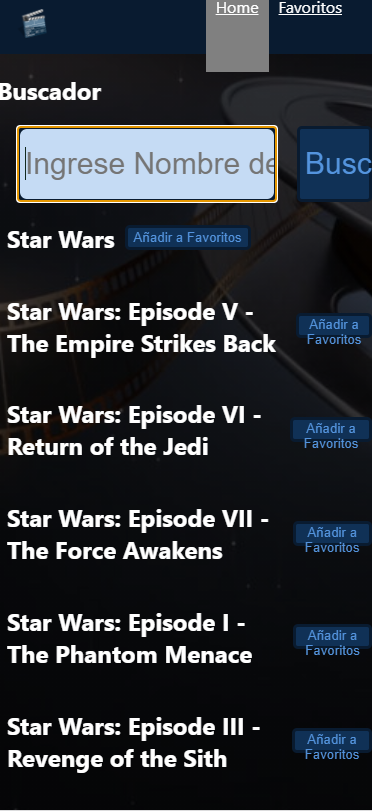 Home Favoritos
Buscador
Ingrese Nombre de
Busc
Star Wars
Añadir a Favoritos
Star Wars: Episode V -
The Empire Strikes Back
Añadir a
Favoritos
Star Wars: Episode VI -
Return of the Jedi
Añadir a
Favoritos
Star Wars: Episode VII -
The Force Awakens
Añadir a
Favoritos
Star Wars: Episode I -
The Phantom Menace
Añadir a
Favoritos
Star Wars: Episode III -
Revenge of the Sith
Añadir a
Favoritos